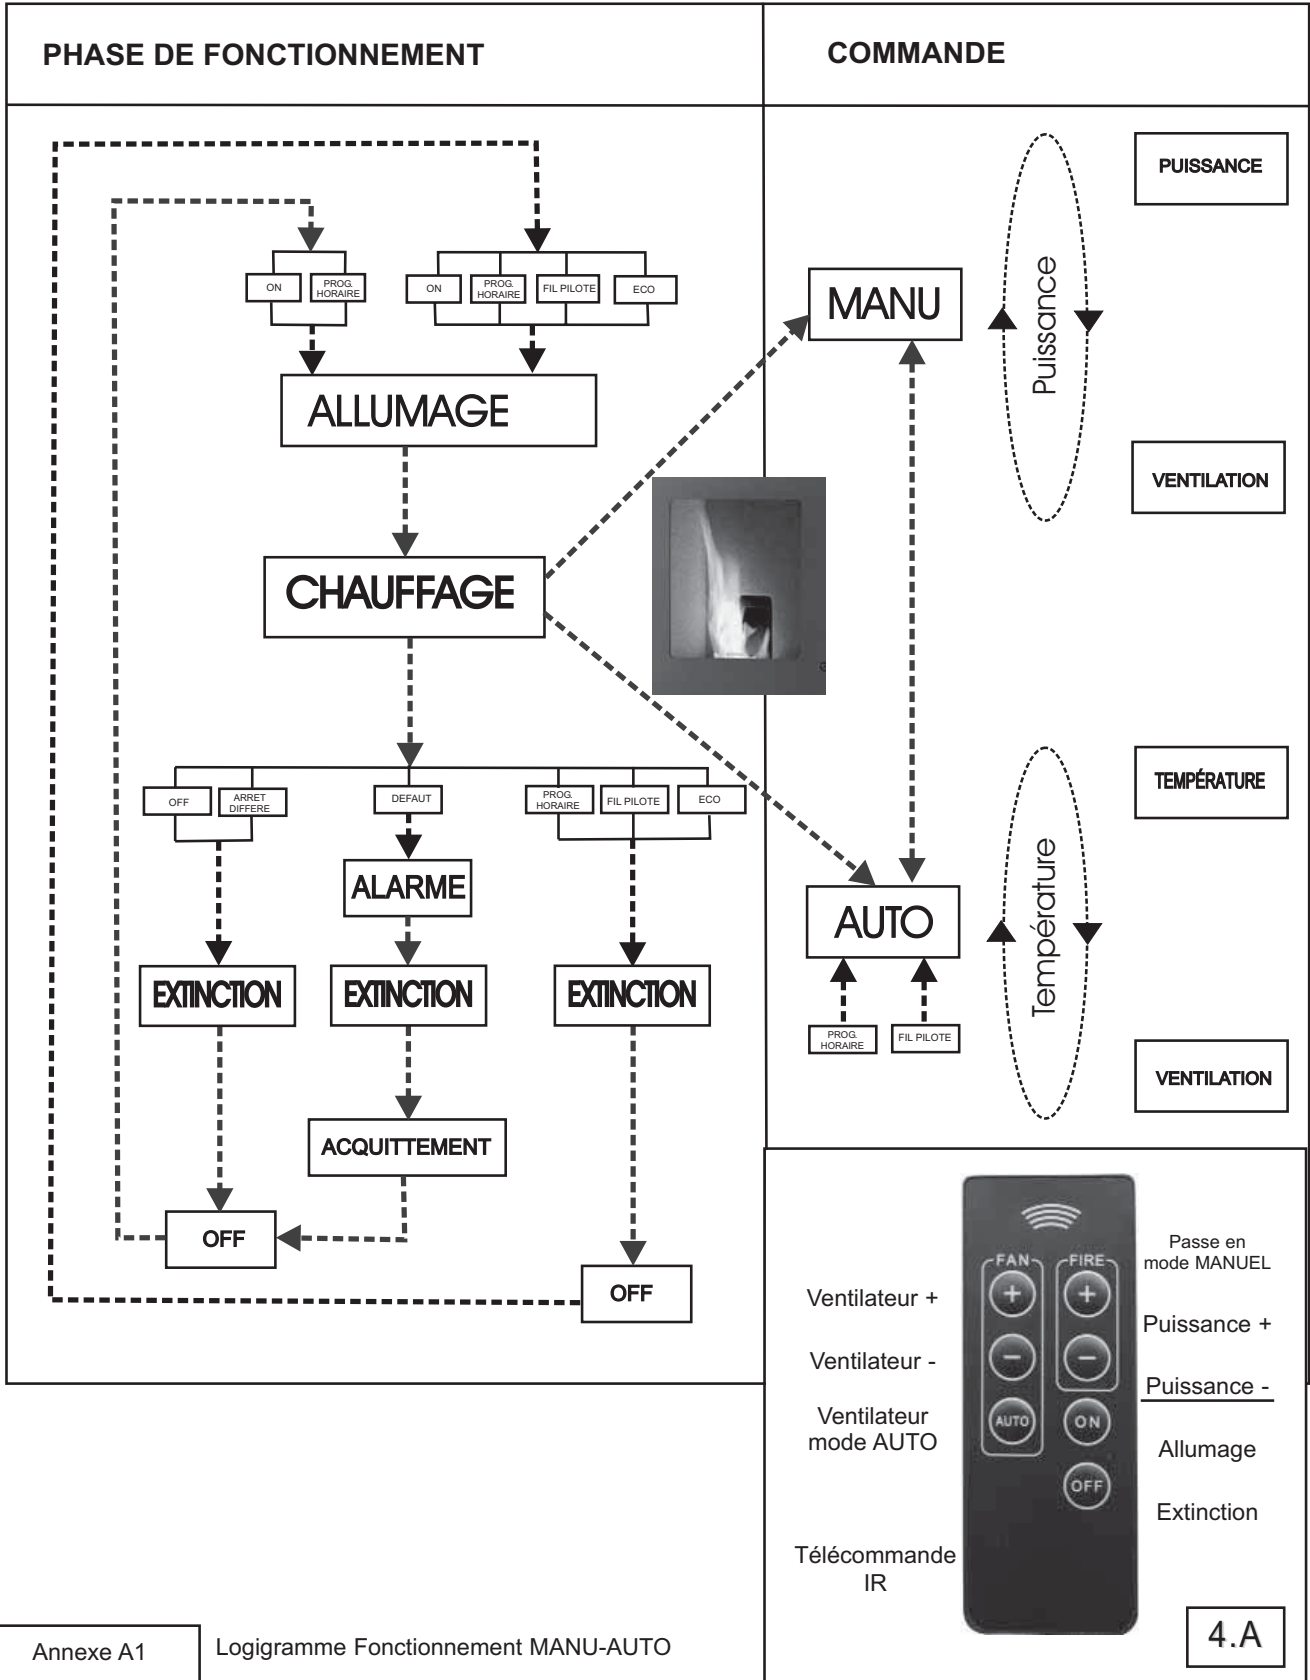 PHASE DE FONCTIONNEMENT
COMMANDE
ON
PROG.
HORAIRE
ON
PROG.
HORAIRE
FIL PILOTE
ECO
ALLUMAGE
CHAUFFAGE
OFF
ARRET
DIFFERE
DEFAUT
PROG.
HORAIRE
FIL PILOTE
ECO
ALARME
EXTINCTION
EXTINCTION
EXTINCTION
ACQUITTEMENT
OFF
OFF
MANU
Puissance
PUISSANCE
VENTILATION
AUTO
PROG.
HORAIRE
FIL PILOTE
Température
TEMPÉRATURE
VENTILATION
Ventilateur +
Ventilateur -
Ventilateur
mode AUTO
Télécommande
IR
FAN
FIRE
+
+
-
-
AUTO
ON
OFF
Passe en
mode MANUEL
Puissance +
Puissance -
Allumage
Extinction
4.A
Annexe A1
Logigramme Fonctionnement MANU-AUTO